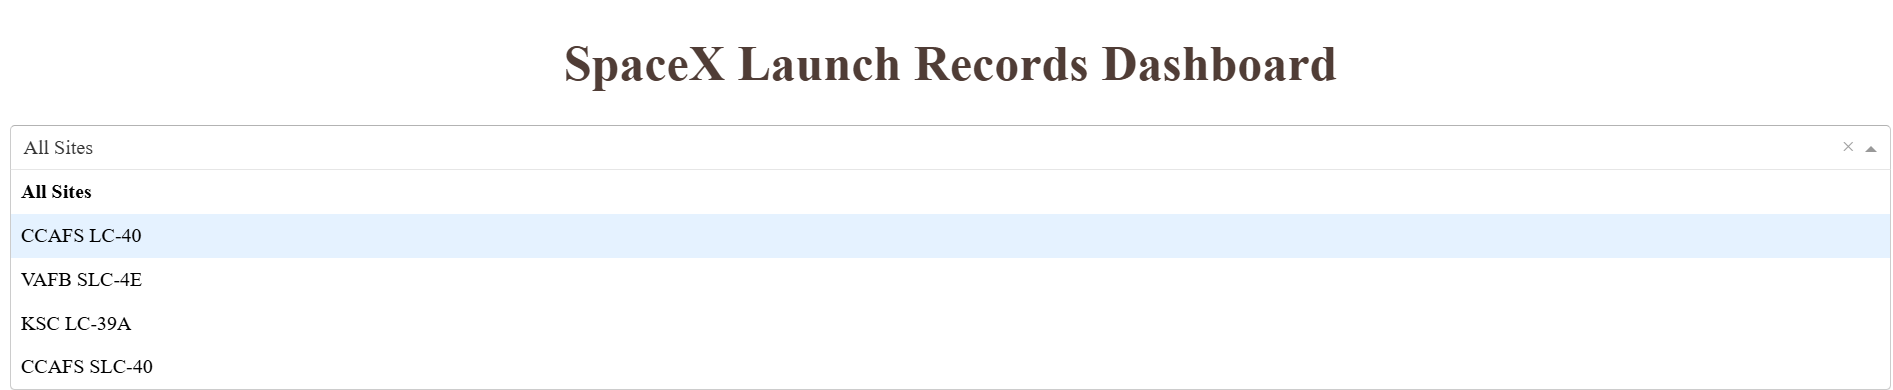 SpaceX Launch Records Dashboard
All Sites
All Sites
CCAFS LC-40
VAFB SLC-4E
KSC LC-39A
CCAFS SLC-40